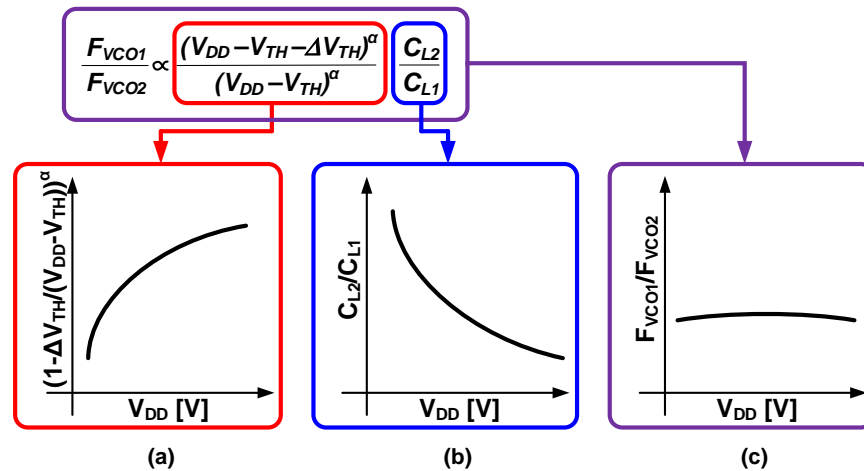 F_VCO1/F_VCO2 ∝ (V_DD–V_TH–ΔV_TH)^α/(V_DD–V_TH)^α C_L2/C_L1
(1-ΔV_TH/(V_DD-V_TH))^α
V_DD [V]
(a)
C_L2/C_L1
V_DD [V]
(b)
F_VCO1/F_VCO2
V_DD [V]
(c)